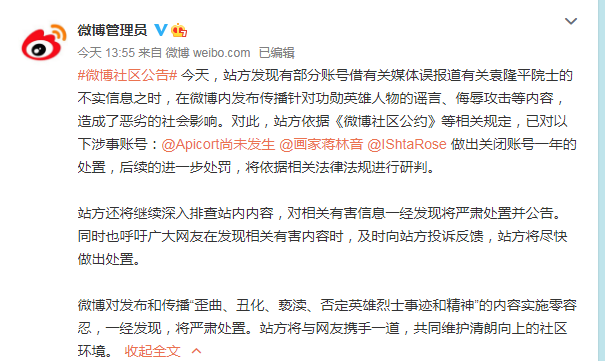 微博管理员
今天 13:55 来自 微博 weibo.com 已编辑
#微博社区公告# 今天，站方发现有部分账号借有关媒体误报道有关袁隆平院士的
不实信息之时，在微博内发布传播针对功勋英雄人物的谣言、侮辱攻击等内容，
造成了恶劣的社会影响。对此，站方依据《微博社区公约》等相关规定，已对以
下涉事账号：@Apicort尚未发生 @画家蒋林音 @IShtaRose 做出关闭账号一年的
处置，后续的进一步处罚，将依据相关法律法规进行研判。
站方还将继续深入排查站内内容，对相关有害信息一经发现将严肃处置并公告。
同时也呼吁广大网友在发现相关有害内容时，及时向站方投诉反馈，站方将尽快
做出处置。
微博对发布和传播“歪曲、丑化、亵渎、否定英雄烈士事迹和精神”的内容实施零容
忍，一经发现，将严肃处置。站方将与网友携手一道，共同维护清朗向上的社区
环境。 收起全文